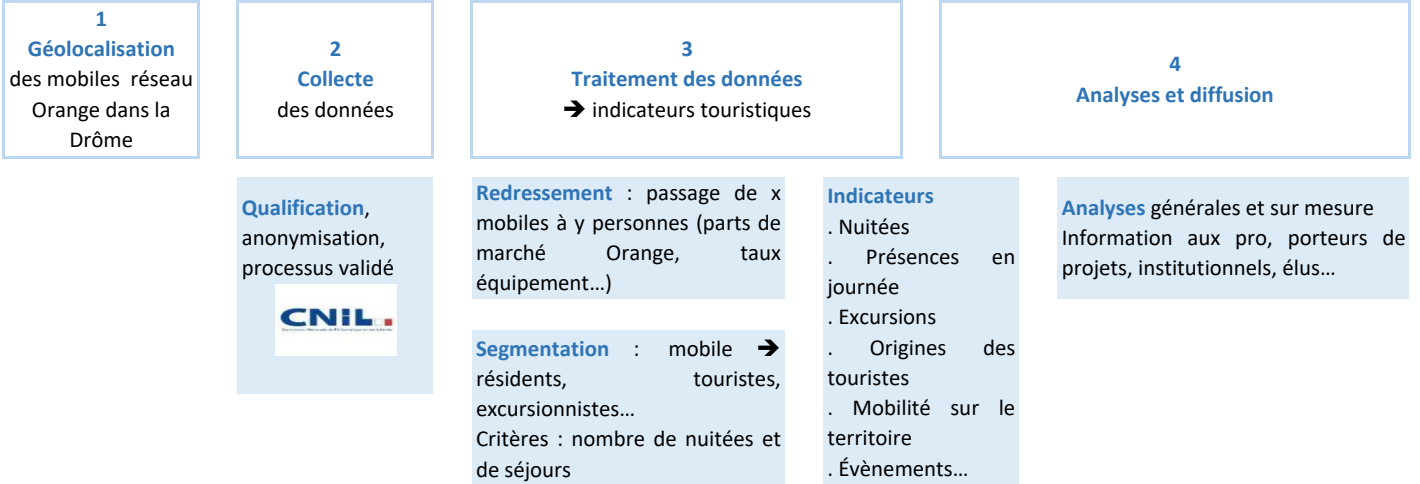 1
Géolocalisation
des mobiles réseau
Orange dans la
Drôme
2
Collecte
des données
3
Traitement des données
➔ indicateurs touristiques
4
Analyses et diffusion
Qualification,
anonymisation,
processus validé
CNIL
Redressement : passage de x
mobiles à y personnes (parts de
marché Orange, taux
équipement…)
Segmentation : mobile ➔
résidents, touristes,
excursionnistes…
Critères : nombre de nuitées et
de séjours
Indicateurs
. Nuitées
. Présences en
journée
. Excursions
. Origines des
touristes
. Mobilité sur le
territoire
. Évènements…
Analyses générales et sur mesure
Information aux pro, porteurs de
projets, institutionnels, élus…